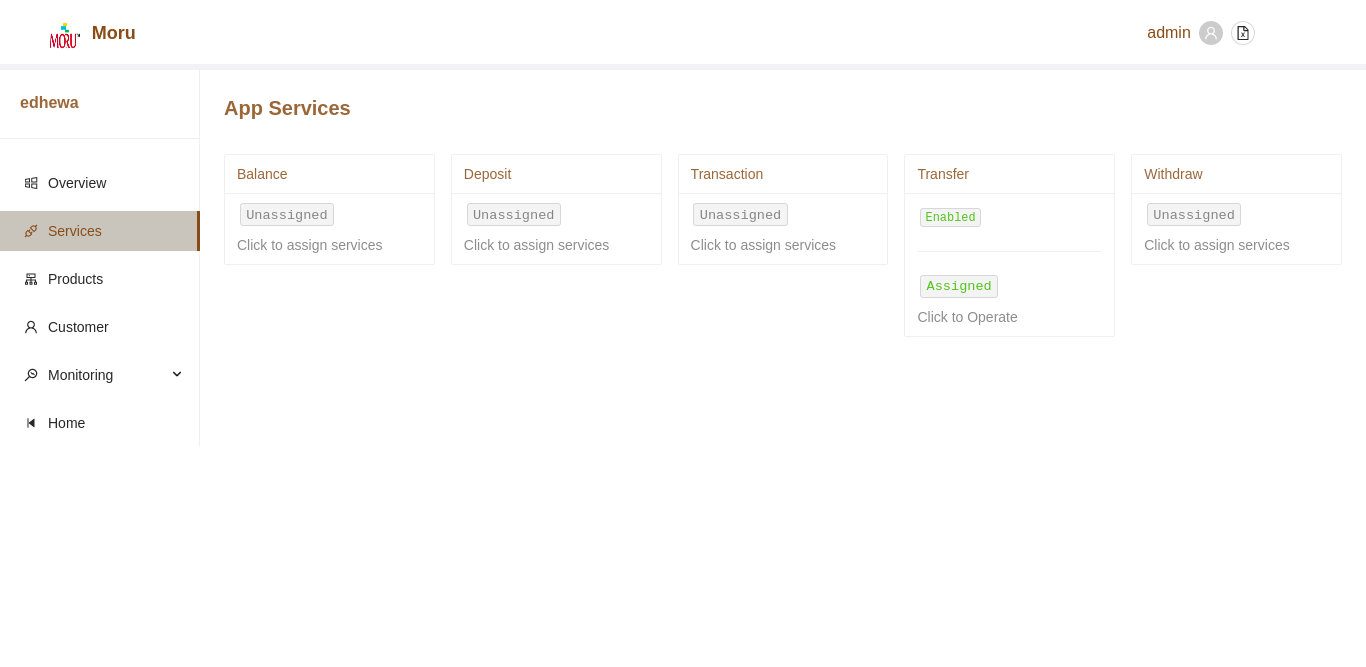 MORU Moru
admin
edhewa
App Services
Overview
Services
Products
Customer
Monitoring
Home
Balance
Unassigned
Click to assign services
Deposit
Unassigned
Click to assign services
Transaction
Unassigned
Click to assign services
Transfer
Enabled
Assigned
Click to Operate
Withdraw
Unassigned
Click to assign services